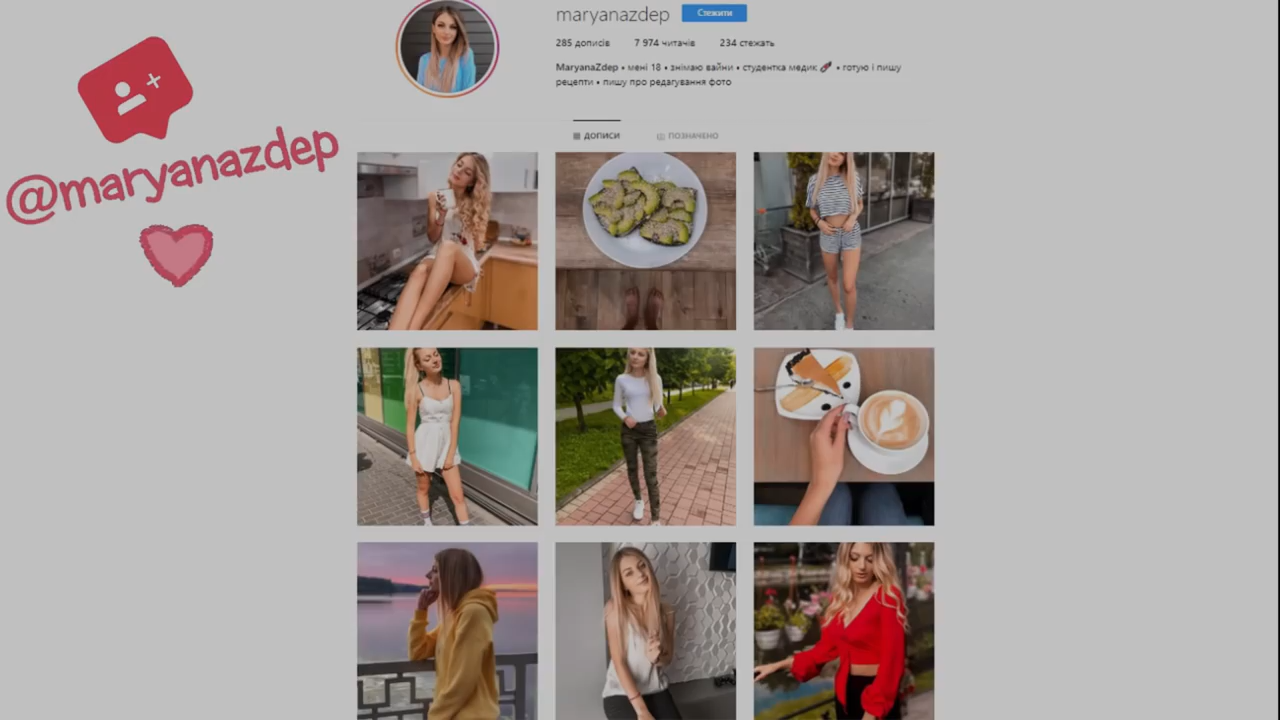 maryanazdep Стежити
285 дописів 7 974 читачів 234 стежать
MaryanaZdep • мені 18 • знімаю вайни • студентка медик • готую і пишу
рецепти • пишу про редагування фото
ДОПИСИ ПОЗНАЧЕНО
@maryanazdep